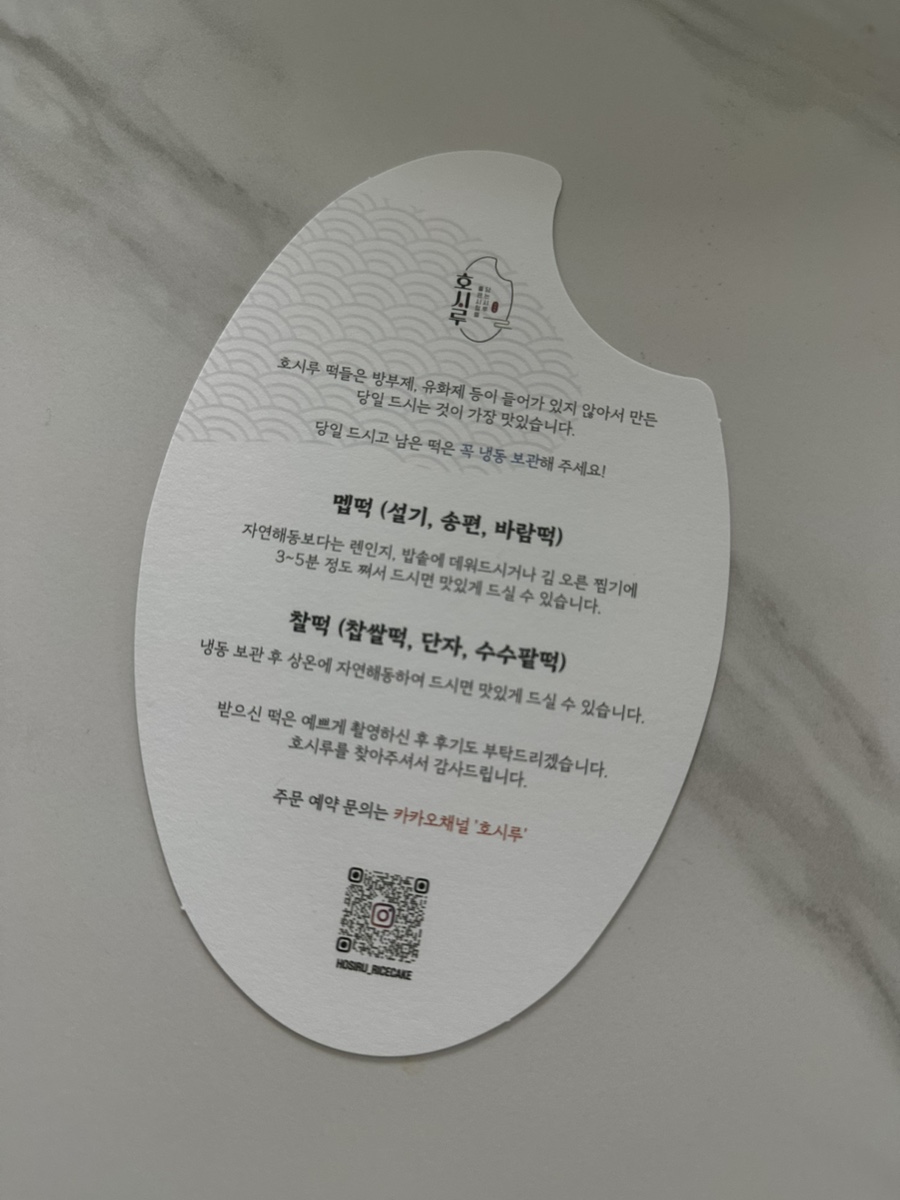 호시루
호시루 떡들은 방부제, 유화제 등이 들어가 있지 않아서 만든
당일 드시는 것이 가장 맛있습니다.
당일 드시고 남은 떡은 꼭 냉동 보관해 주세요!
멥떡 (설기, 송편, 바람떡)
자연해동보다는 렌인지, 밥솥에 데워드시거나 김 오른 찜기에
3~5분 정도 쪄서 드시면 맛있게 드실 수 있습니다.
찰떡 (찹쌀떡, 단자, 수수팥떡)
냉동 보관 후 상온에 자연해동하여 드시면 맛있게 드실 수 있습니다.
받으신 떡은 예쁘게 촬영하신 후 후기도 부탁드리겠습니다.
호시루를 찾아주셔서 감사드립니다.
주문 예약 문의는 카카오채널 '호시루'
HOSIRU_RICECAKE